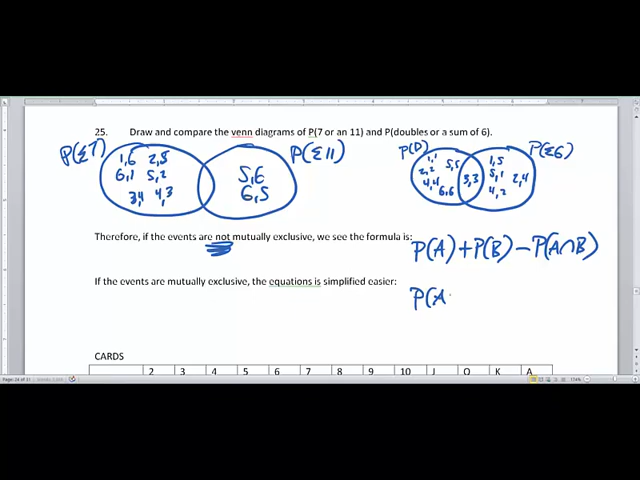 25. Draw and compare the venn diagrams of P(7 or an 11) and P(doubles or a sum of 6).
P(Σ7) P(Σ11) P(D) P(Σ6)
1,6 2,5
6,1 5,2
3,4 4,3
5,6
6,5
1,1 5,5
2,2
4,4
6,6
3,3
1,5
5,1 2,4
4,2
Therefore, if the events are not mutually exclusive, we see the formula is: P(A)+P(B)-P(A∩B)
If the events are mutually exclusive, the equations is simplified easier:
P(A
CARDS
2 3 4 5 6 7 8 9 10 J Q K A